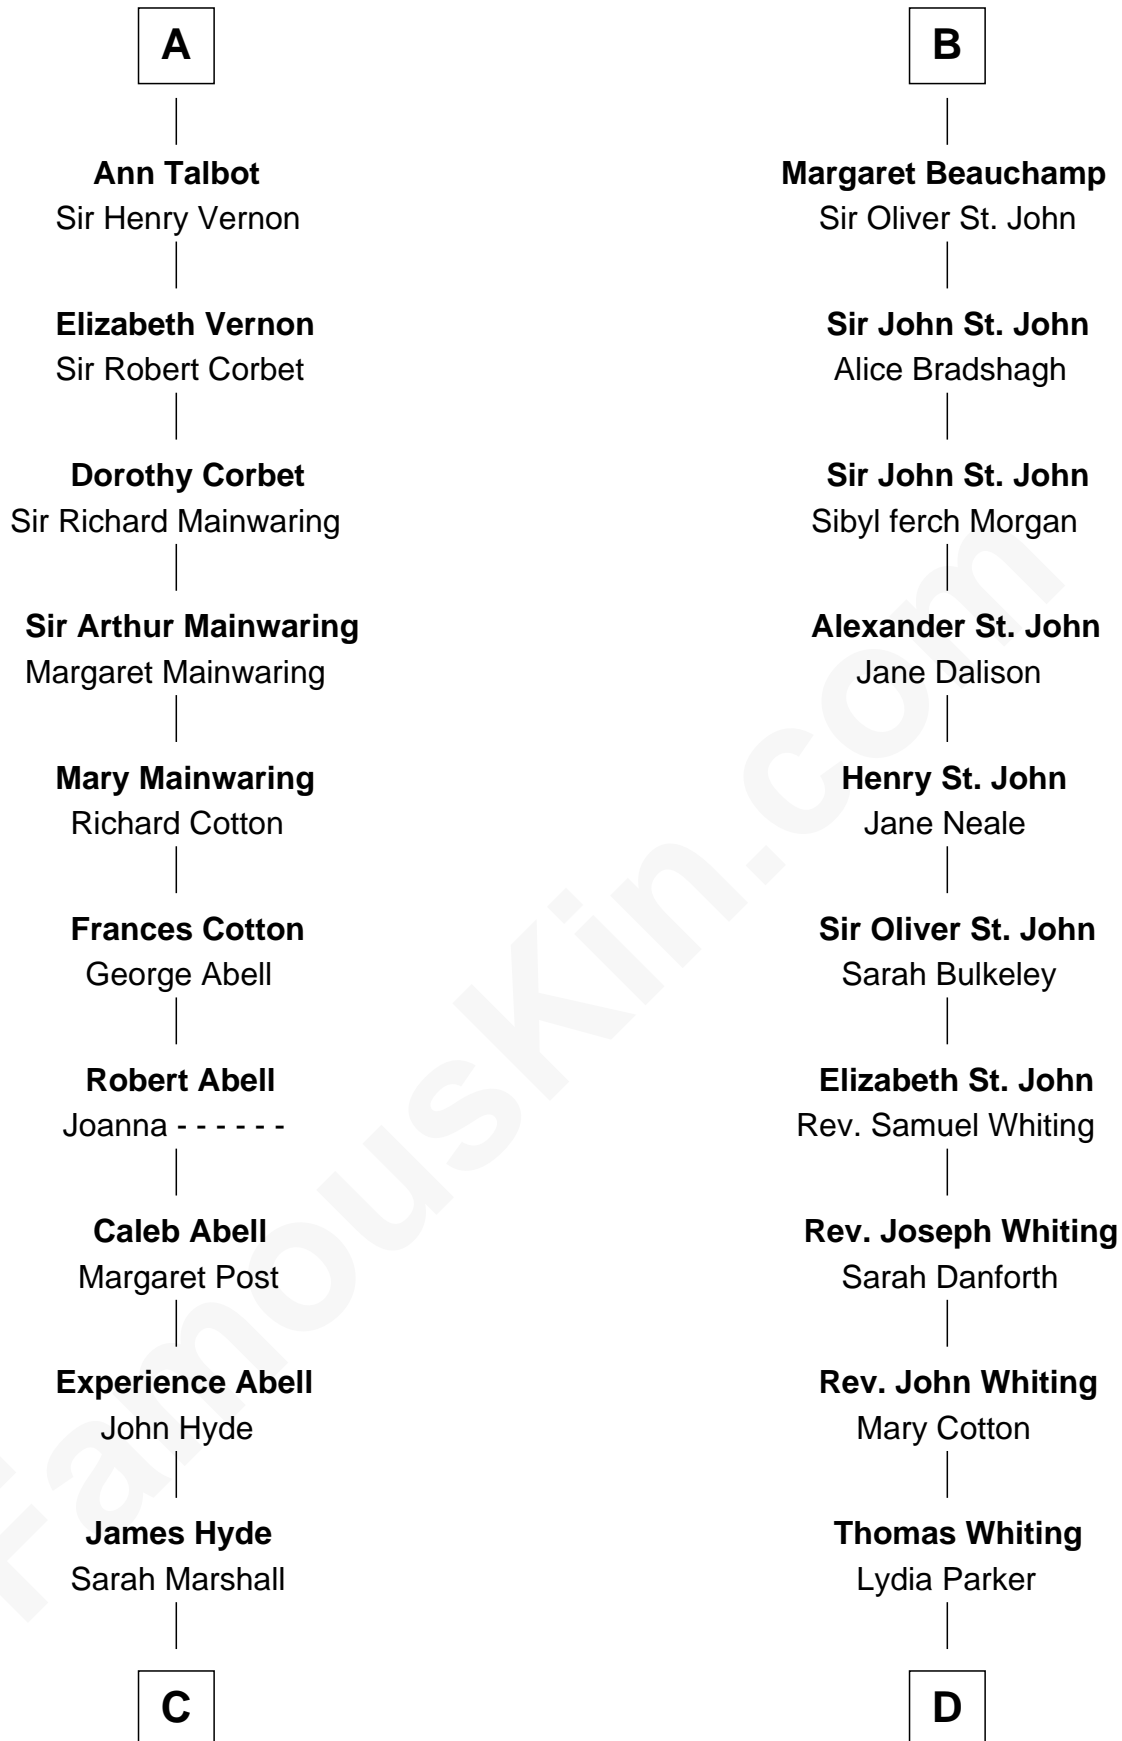 A
Ann Talbot
Sir Henry Vernon
Elizabeth Vernon
Sir Robert Corbet
Dorothy Corbet
Sir Richard Mainwaring
Sir Arthur Mainwaring
Margaret Mainwaring
Mary Mainwaring
Richard Cotton
Frances Cotton
George Abell
Robert Abell
Joanna - - - - - -
Caleb Abell
Margaret Post
Experience Abell
John Hyde
James Hyde
Sarah Marshall
C
B
Margaret Beauchamp
Sir Oliver St. John
Sir John St. John
Alice Bradshagh
Sir John St. John
Sibyl ferch Morgan
Alexander St. John
Jane Dalison
Henry St. John
Jane Neale
Sir Oliver St. John
Sarah Bulkeley
Elizabeth St. John
Rev. Samuel Whiting
Rev. Joseph Whiting
Sarah Danforth
Rev. John Whiting
Mary Cotton
Thomas Whiting
Lydia Parker
D
FamousKin.com